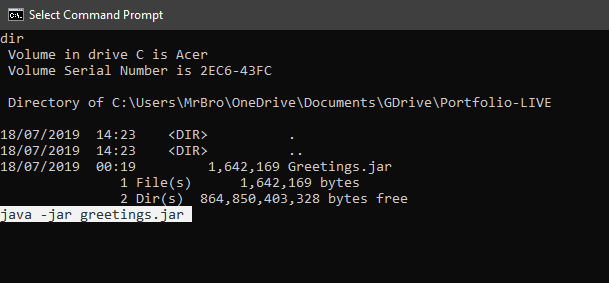 Select Command Prompt
dir
Volume in drive C is Acer
Volume Serial Number is 2EC6-43FC
Directory of C:\Users\MrBro\OneDrive\Documents\GDrive\Portfolio-LIVE
18/07/2019  14:23    <DIR>          .
18/07/2019  14:23    <DIR>          ..
18/07/2019  00:19         1,642,169 Greetings.jar
1 File(s)      1,642,169 bytes
2 Dir(s)  864,850,403,328 bytes free
java -jar greetings.jar